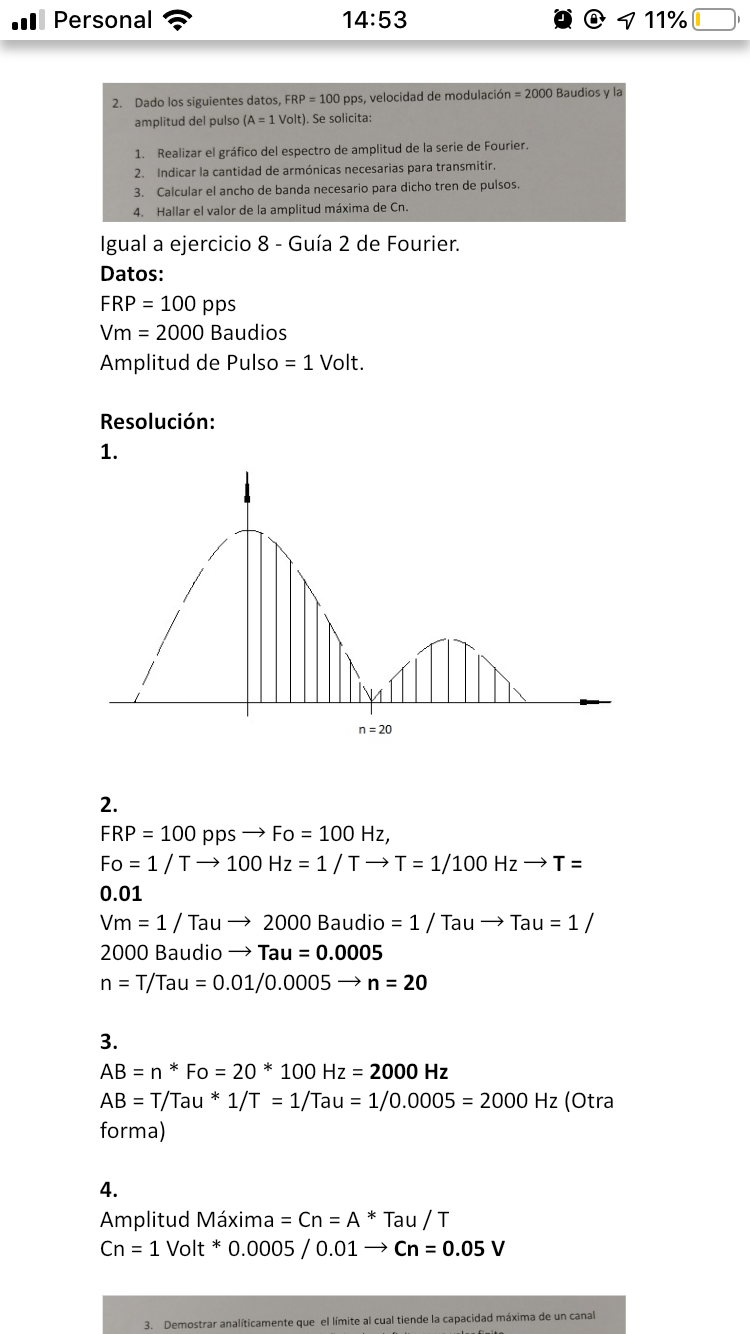 Personal 14:53 11%
2. Dado los siguientes datos, FRP = 100 pps, velocidad de modulación = 2000 Baudios y la
amplitud del pulso (A = 1 Volt). Se solicita:
1. Realizar el gráfico del espectro de amplitud de la serie de Fourier.
2. Indicar la cantidad de armónicas necesarias para transmitir.
3. Calcular el ancho de banda necesario para dicho tren de pulsos.
4. Hallar el valor de la amplitud máxima de Cn.
Igual a ejercicio 8 - Guía 2 de Fourier.
Datos:
FRP = 100 pps
Vm = 2000 Baudios
Amplitud de Pulso = 1 Volt.
Resolución:
1.
n = 20
2.
FRP = 100 pps → Fo = 100 Hz,
Fo = 1 / T → 100 Hz = 1 / T → T = 1/100 Hz → T =
0.01
Vm = 1 / Tau → 2000 Baudio = 1 / Tau → Tau = 1 /
2000 Baudio → Tau = 0.0005
n = T/Tau = 0.01/0.0005 → n = 20
3.
AB = n * Fo = 20 * 100 Hz = 2000 Hz
AB = T/Tau * 1/T = 1/Tau = 1/0.0005 = 2000 Hz (Otra
forma)
4.
Amplitud Máxima = Cn = A * Tau / T
Cn = 1 Volt * 0.0005 / 0.01 → Cn = 0.05 V
3. Demostrar analíticamente que el límite al cual tiende la capacidad máxima de un canal